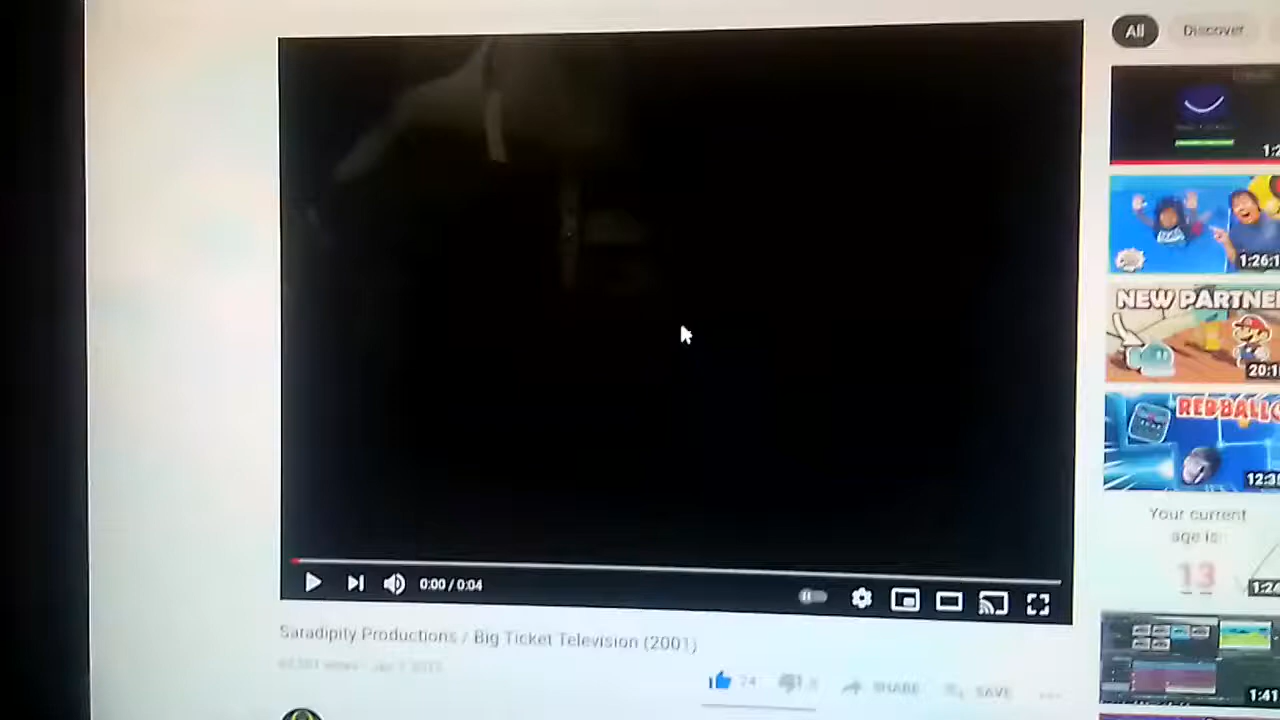 All
Discover
1:26:1
NEW PARTNE
20:1
REDBALL
12:3
Your current
age is:
13
1:24
1:41
0:00 / 0:04
Saradipity Productions / Big Ticket Television (2001)
74
SHARE
SAVE